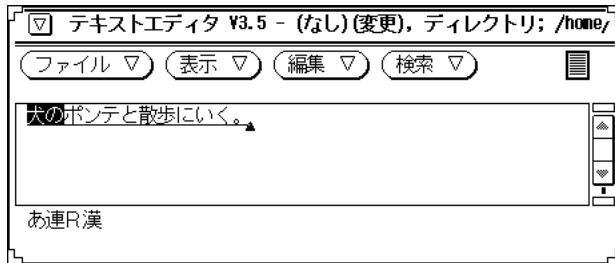 テキストエディタ V3.5 - (なし)(変更), ディレクトリ; /home/
ファイル 表示 編集 検索
犬のポンテと散歩にいく。
あ連R漢